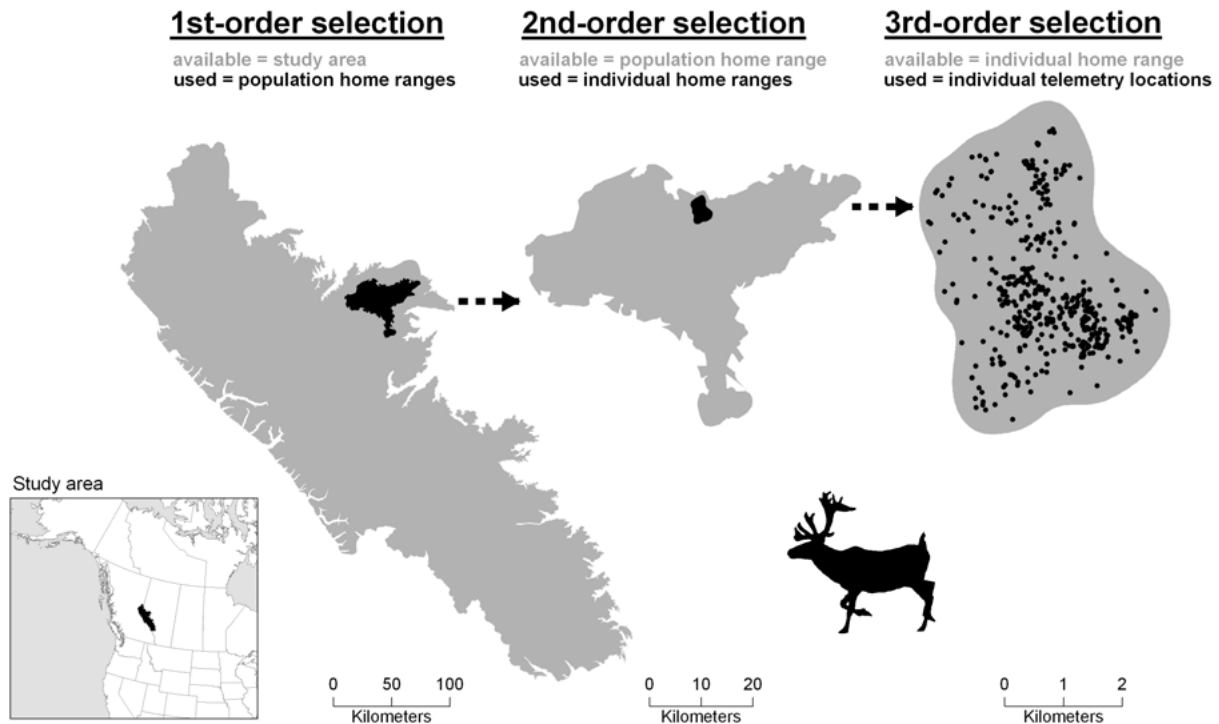 1st-order selection
available = study area
used = population home ranges
2nd-order selection
available = population home range
used = individual home ranges
3rd-order selection
available = individual home range
used = individual telemetry locations
Study area
0 50 100
Kilometers
0 10 20
Kilometers
0 1 2
Kilometers